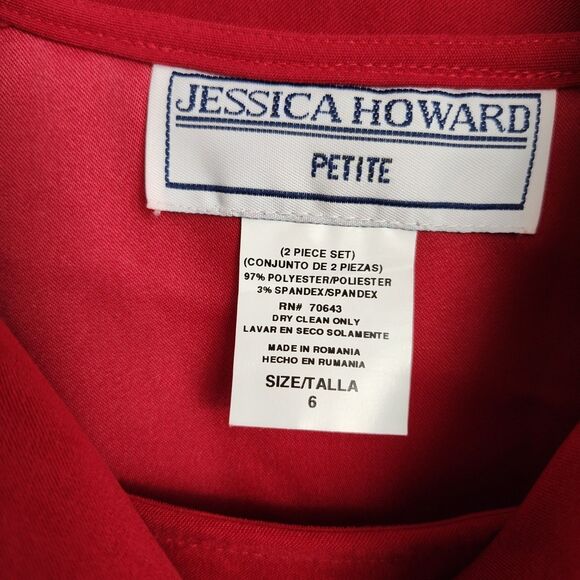 JESSICA HOWARD
PETITE
(2 PIECE SET)
(CONJUNTO DE 2 PIEZAS)
97% POLYESTER/POLIESTER
3% SPANDEX/SPANDEX
RN# 70643
DRY CLEAN ONLY
LAVAR EN SECO SOLAMENTE
MADE IN ROMANIA
HECHO EN RUMANIA
SIZE/TALLA
6